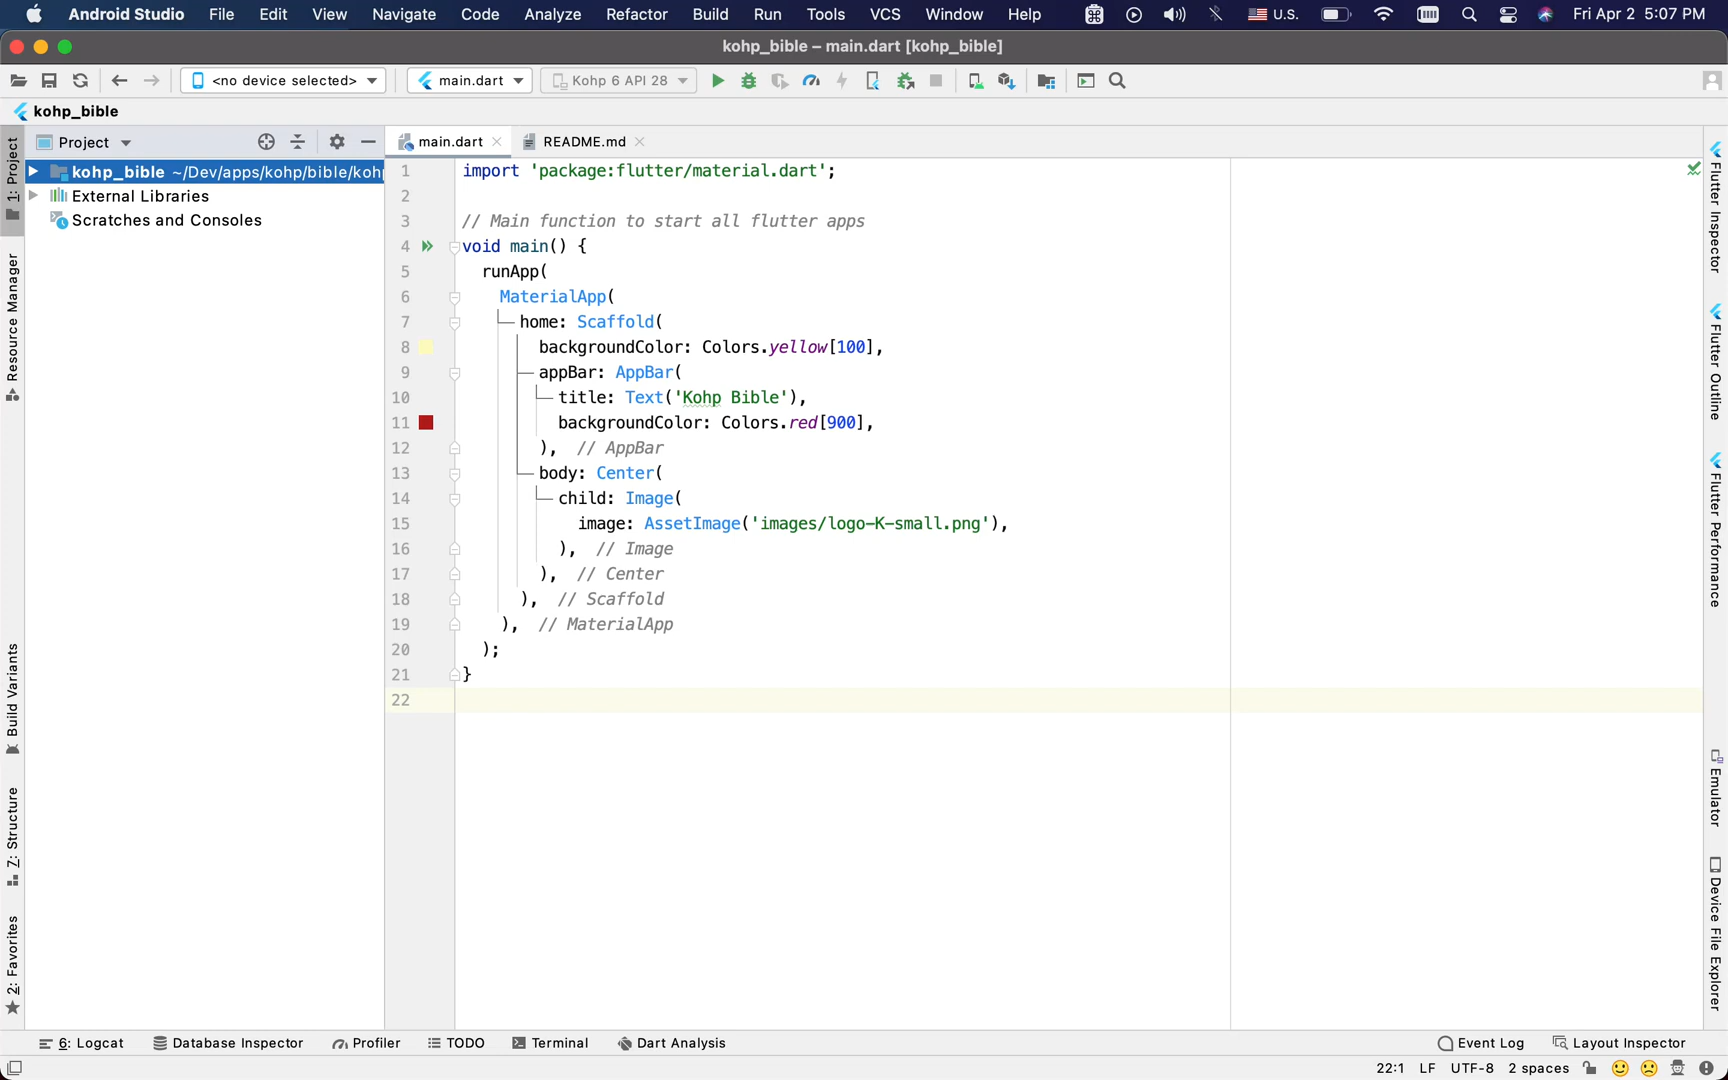 Android Studio File Edit View Navigate Code Analyze Refactor Build Run Tools VCS Window Help U.S. Fri Apr 2 5:07 PM
kohp_bible – main.dart [kohp_bible]
<no device selected> main.dart Kohp 6 API 28
kohp_bible
Project
main.dart
README.md
kohp_bible ~/Dev/apps/kohp/bible/koh
External Libraries
Scratches and Consoles
1 import 'package:flutter/material.dart';
2
3 // Main function to start all flutter apps
4 void main() {
5 runApp(
6 MaterialApp(
7 home: Scaffold(
8 backgroundColor: Colors.yellow[100],
9 appBar: AppBar(
10 title: Text('Kohp Bible'),
11 backgroundColor: Colors.red[900],
12 ), // AppBar
13 body: Center(
14 child: Image(
15 image: AssetImage('images/logo-K-small.png'),
16 ), // Image
17 ), // Center
18 ), // Scaffold
19 ), // MaterialApp
20 );
21 }
22
1: Project
Resource Manager
Build Variants
7: Structure
2: Favorites
Flutter Inspector
Flutter Outline
Flutter Performance
Emulator
Device File Explorer
6: Logcat Database Inspector Profiler TODO Terminal Dart Analysis Event Log Layout Inspector
22:1 LF UTF-8 2 spaces